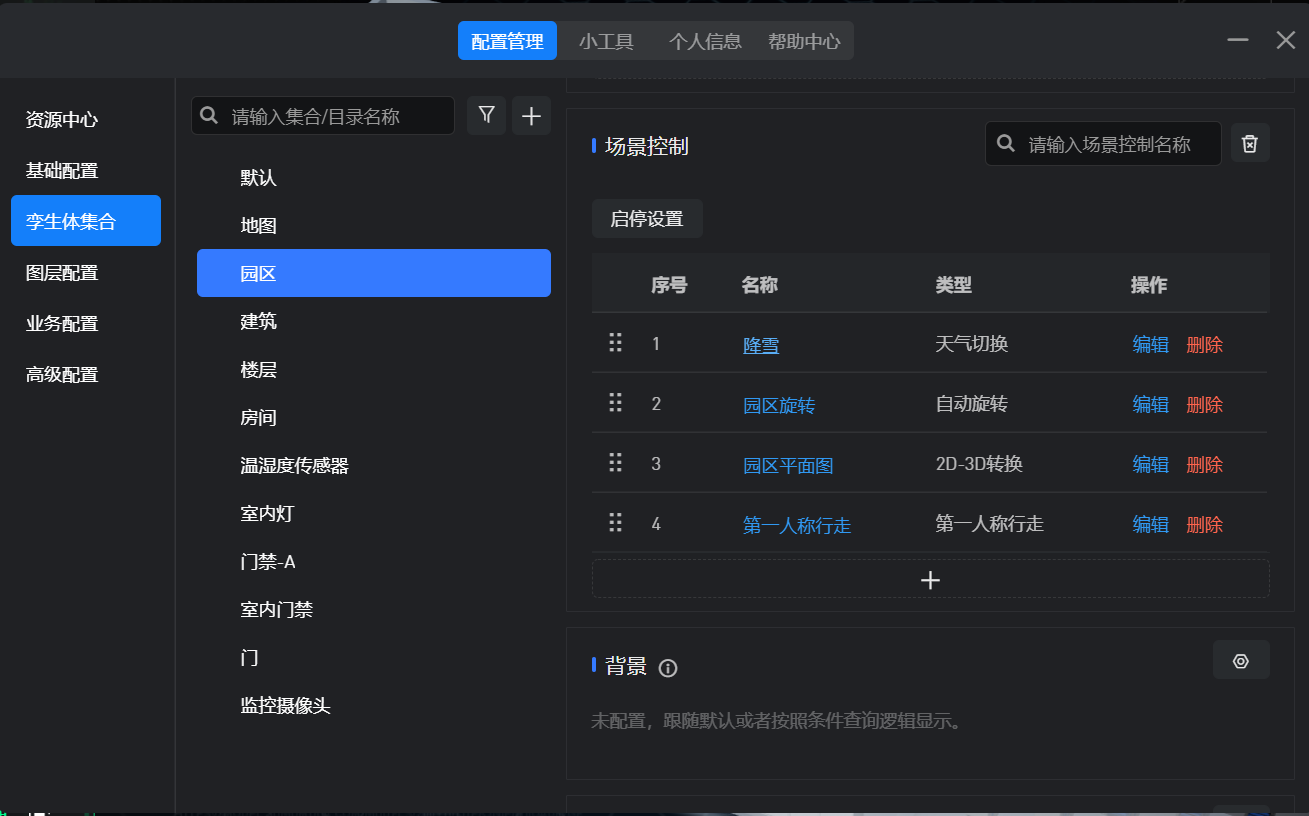 配置管理 小工具 个人信息 帮助中心
资源中心
基础配置
孪生体集合
图层配置
业务配置
高级配置
请输入集合/目录名称
默认
地图
园区
建筑
楼层
房间
温湿度传感器
室内灯
门禁-A
室内门禁
门
监控摄像头
场景控制
请输入场景控制名称
启停设置
序号 名称 类型 操作
1 降雪 天气切换 编辑 删除
2 园区旋转 自动旋转 编辑 删除
3 园区平面图 2D-3D转换 编辑 删除
4 第一人称行走 第一人称行走 编辑 删除
背景
未配置，跟随默认或者按照条件查询逻辑显示。